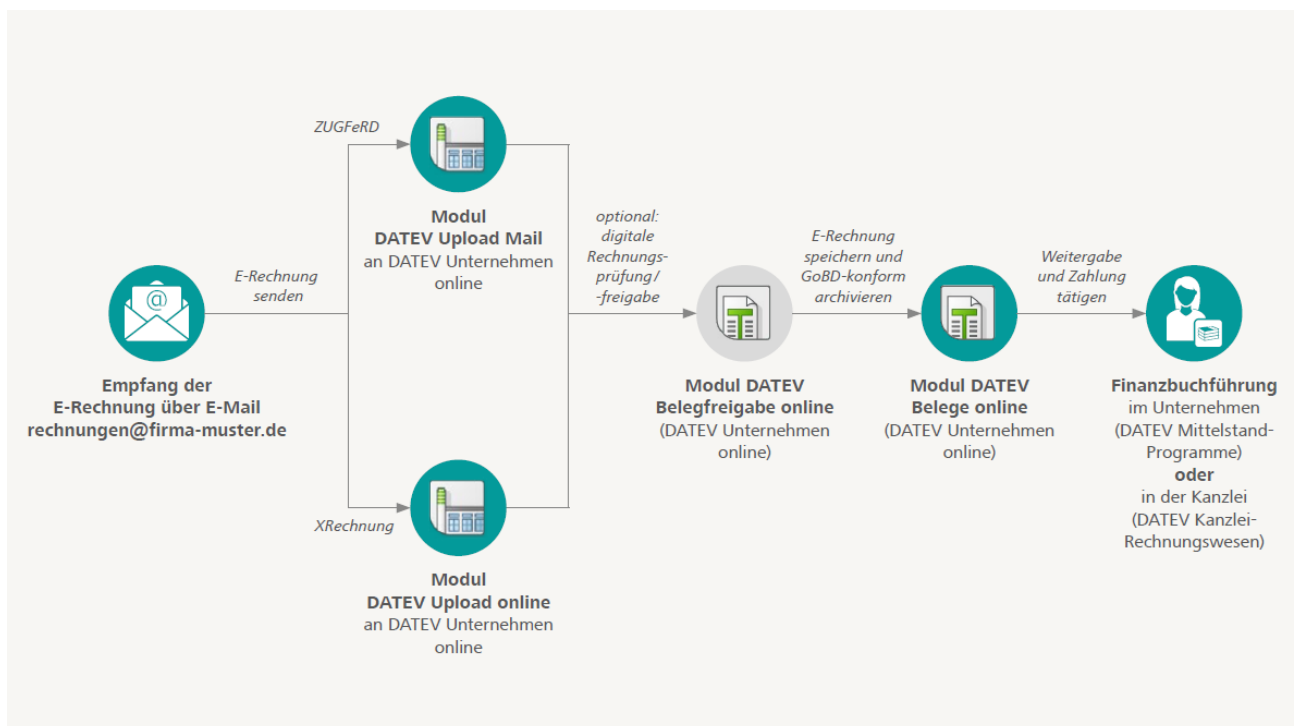 ZUGFeRD
Modul
DATEV Upload Mail
an DATEV Unternehmen
online
E-Rechnung
senden
@
Empfang der
E-Rechnung über E-Mail
rechnungen@firma-muster.de
XRechnung
Modul
DATEV Upload online
an DATEV Unternehmen
online
optional:
digitale
Rechnungs-
prüfung/
-freigabe
Modul DATEV
Belegfreigabe online
(DATEV Unternehmen
online)
E-Rechnung
speichern und
GoBD-konform
archivieren
Modul DATEV
Belege online
(DATEV Unternehmen
online)
Weitergabe
und Zahlung
tätigen
Finanzbuchführung
im Unternehmen
(DATEV Mittelstand-
Programme)
oder
in der Kanzlei
(DATEV Kanzlei-
Rechnungswesen)